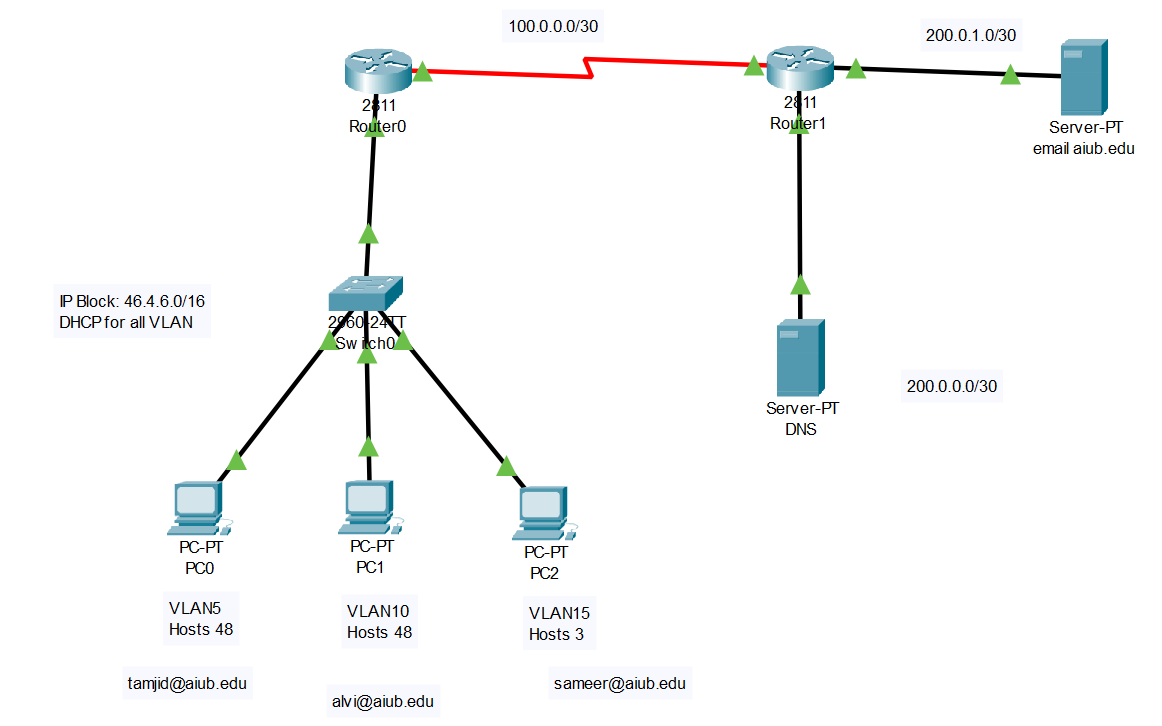 100.0.0.0/30
200.0.1.0/30
2811
Router0
2811
Router1
Server-PT
email aiub.edu
IP Block: 46.4.6.0/16
DHCP for all VLAN
2960-24TT
Switch0
200.0.0.0/30
Server-PT
DNS
PC-PT
PC0
PC-PT
PC1
PC-PT
PC2
VLAN5
Hosts 48
VLAN10
Hosts 48
VLAN15
Hosts 3
tamjid@aiub.edu
alvi@aiub.edu
sameer@aiub.edu